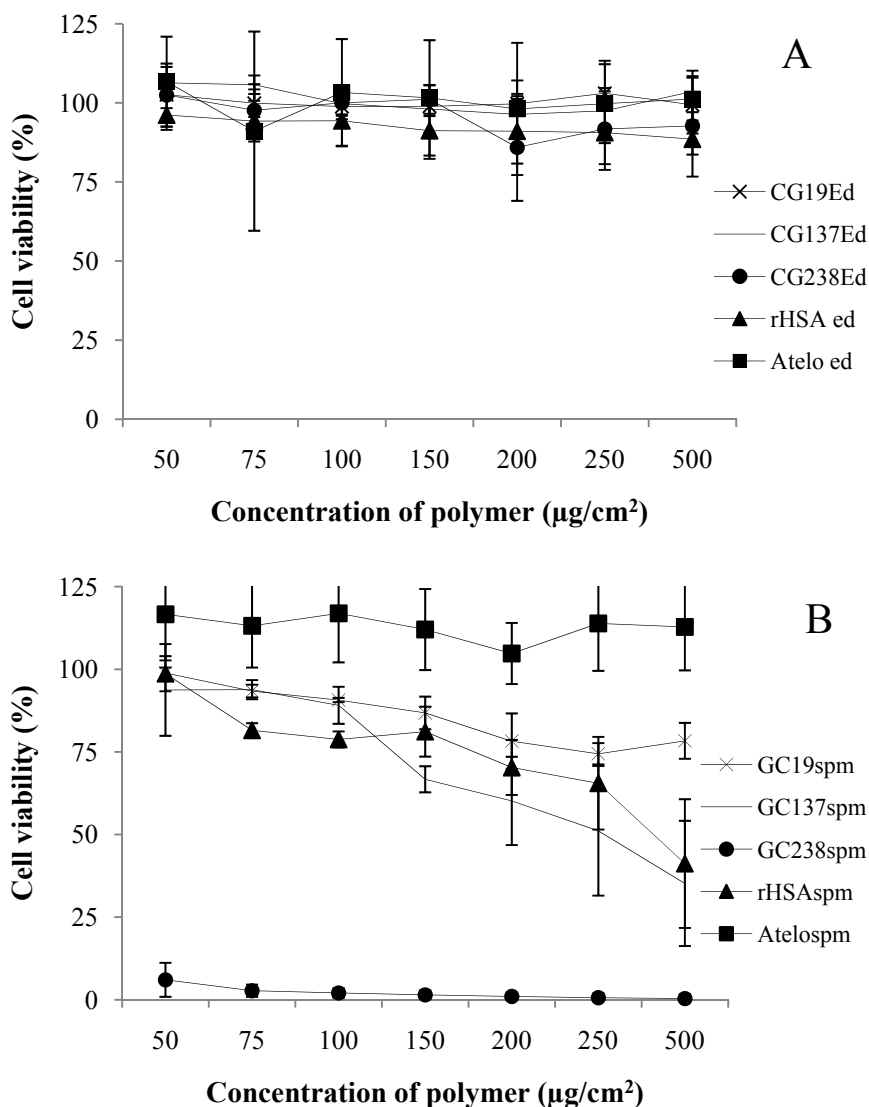 125
100
75
50
25
0
Cell viability (%)
50 75 100 150 200 250 500
Concentration of polymer (µg/cm²)
A
CG19Ed
CG137Ed
CG238Ed
rHSA ed
Atelo ed
125
100
75
50
25
0
Cell viability (%)
50 75 100 150 200 250 500
Concentration of polymer (µg/cm²)
B
GC19spm
GC137spm
GC238spm
rHSAspm
Atelospm